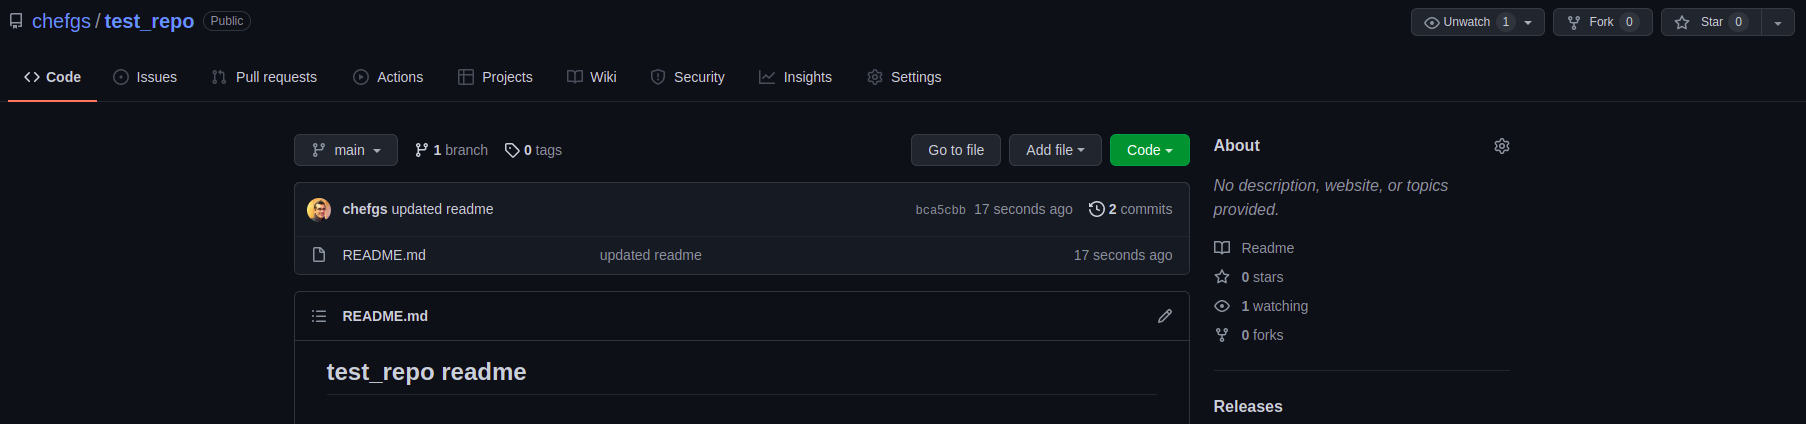 chefgs / test_repo Public Unwatch 1 Fork 0 Star 0
Code Issues Pull requests Actions Projects Wiki Security Insights Settings
main 1 branch 0 tags Go to file Add file Code
chefgs updated readme bca5cbb 17 seconds ago 2 commits
README.md updated readme 17 seconds ago
README.md
test_repo readme
About
No description, website, or topics
provided.
Readme
0 stars
1 watching
0 forks
Releases